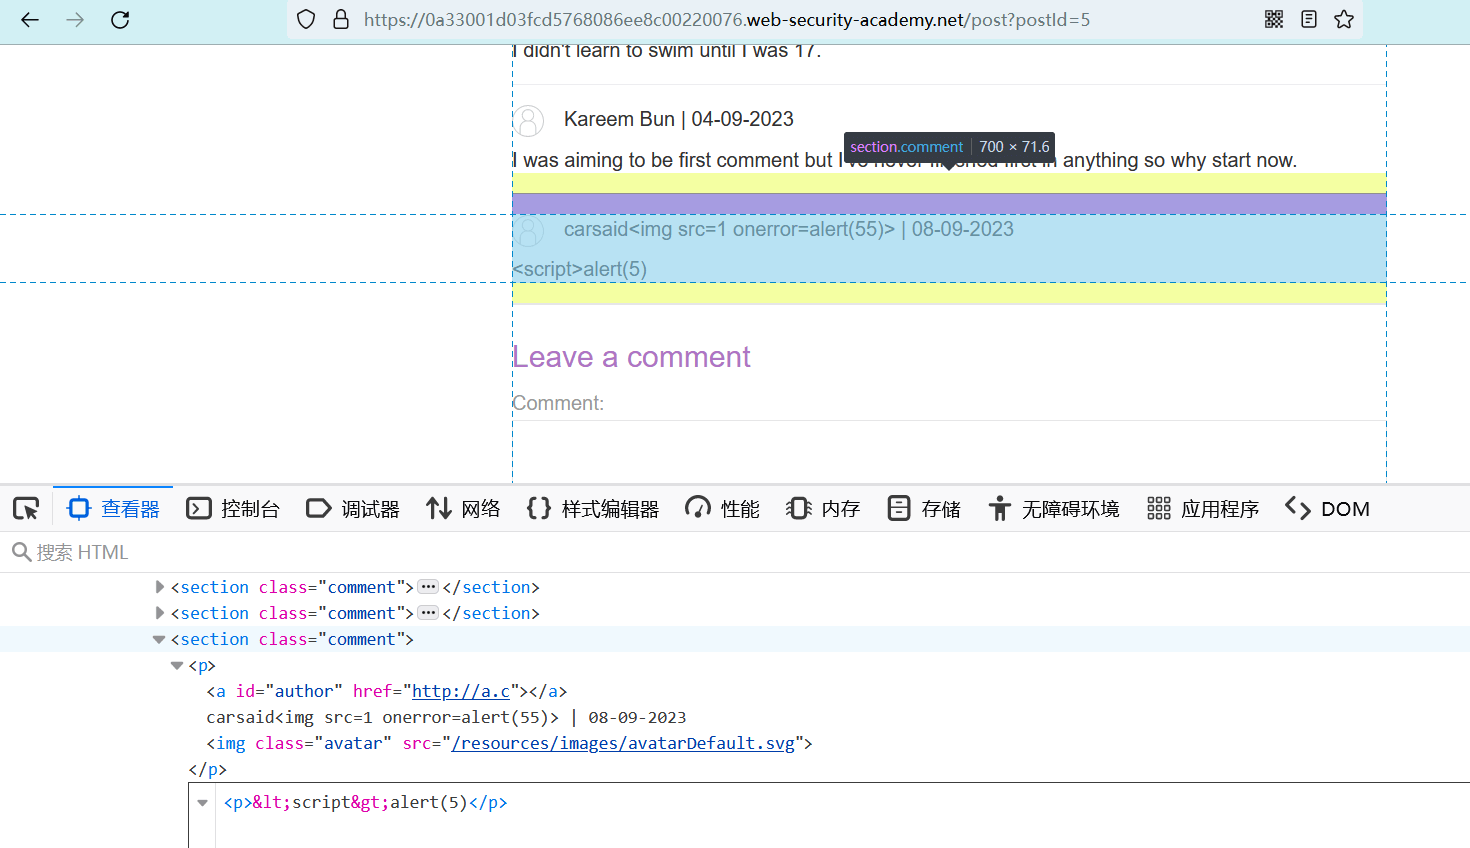 https://0a33001d03fcd5768086ee8c00220076.web-security-academy.net/post?postId=5
I didn't learn to swim until I was 17.
Kareem Bun | 04-09-2023
section.comment 700 × 71.6
I was aiming to be first comment but I've never finished first in anything so why start now.
carsaid<img src=1 onerror=alert(55)> | 08-09-2023
<script>alert(5)
Leave a comment
Comment:
查看器 控制台 调试器 网络 样式编辑器 性能 内存 存储 无障碍环境 应用程序 DOM
搜索 HTML
<section class="comment">···</section>
<section class="comment">···</section>
<section class="comment">
<p>
<a id="author" href="http://a.c"></a>
carsaid<img src=1 onerror=alert(55)> | 08-09-2023
<img class="avatar" src="/resources/images/avatarDefault.svg">
</p>
<p>&lt;script&gt;alert(5)</p>